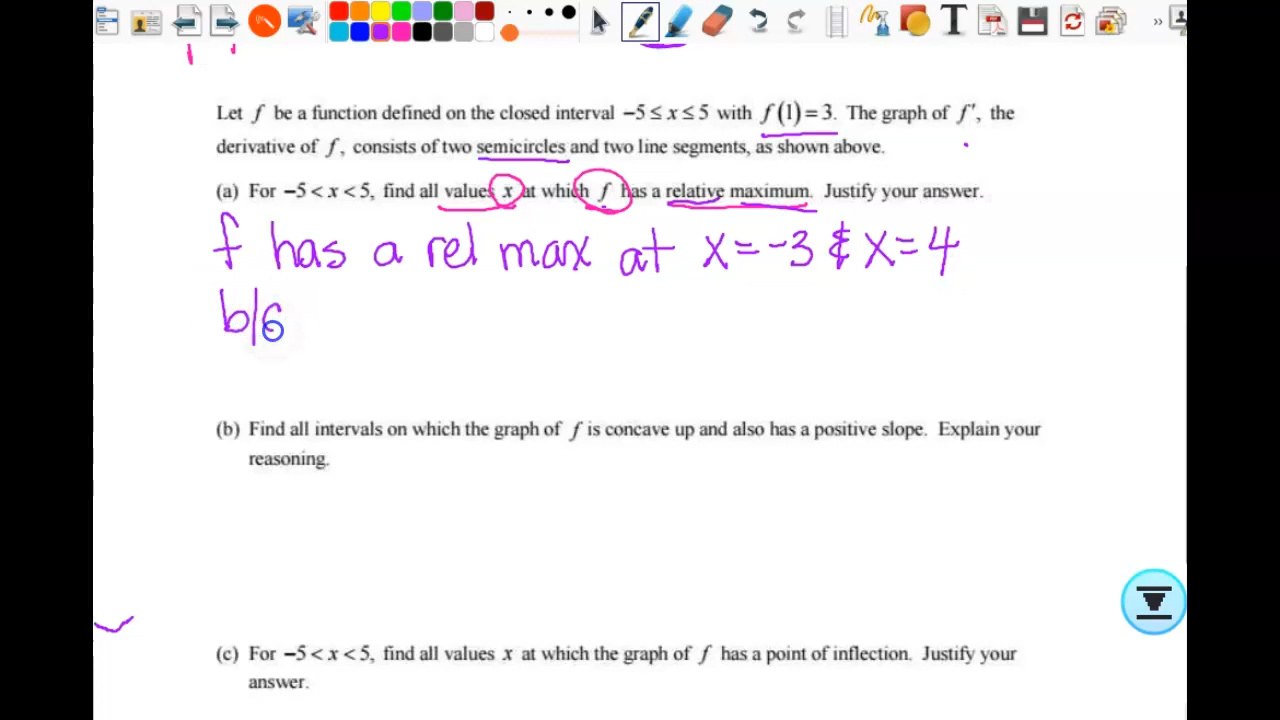 Let f be a function defined on the closed interval −5 ≤ x ≤ 5 with f(1) = 3. The graph of f′, the
derivative of f, consists of two semicircles and two line segments, as shown above.
(a) For −5 < x < 5, find all values x at which f has a relative maximum. Justify your answer.
f has a rel max at x = -3 & x = 4
b/c
(b) Find all intervals on which the graph of f is concave up and also has a positive slope. Explain your
reasoning.
(c) For −5 < x < 5, find all values x at which the graph of f has a point of inflection. Justify your
answer.